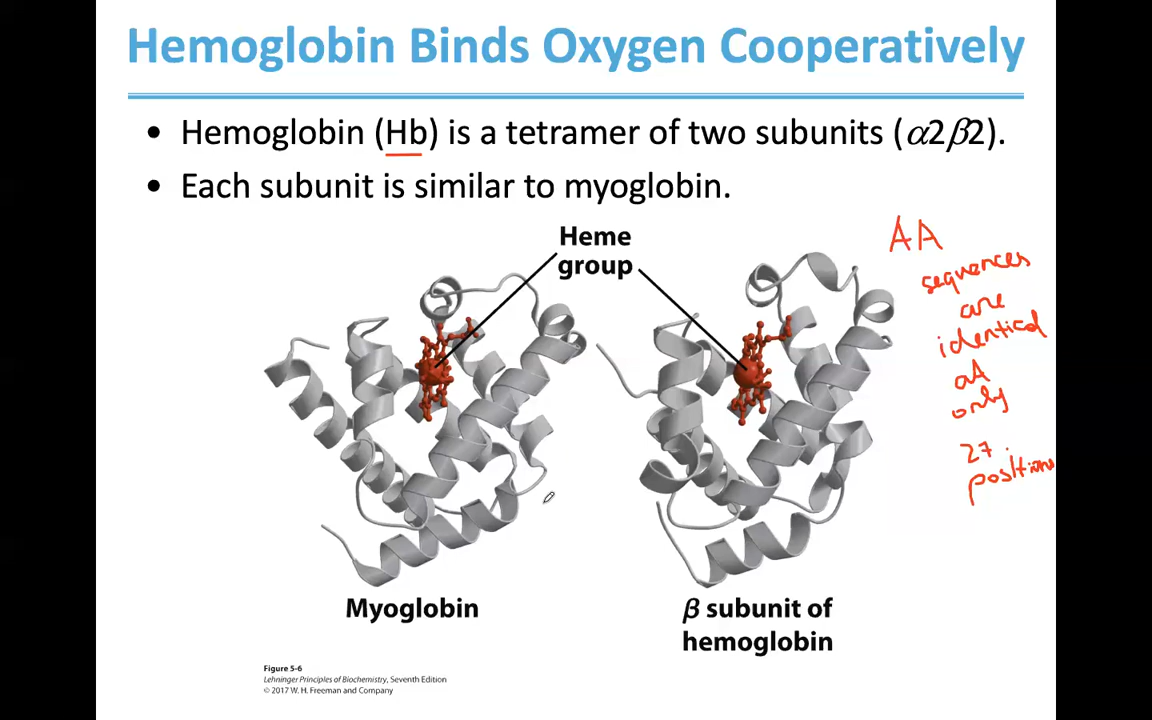 Hemoglobin Binds Oxygen Cooperatively
• Hemoglobin (Hb) is a tetramer of two subunits (α2β2).
• Each subunit is similar to myoglobin.
Heme
group
AA
sequences
are
identical
at
only
27
positions
Myoglobin
β subunit of
hemoglobin
Figure 5-6
Lehninger Principles of Biochemistry, Seventh Edition
© 2017 W. H. Freeman and Company